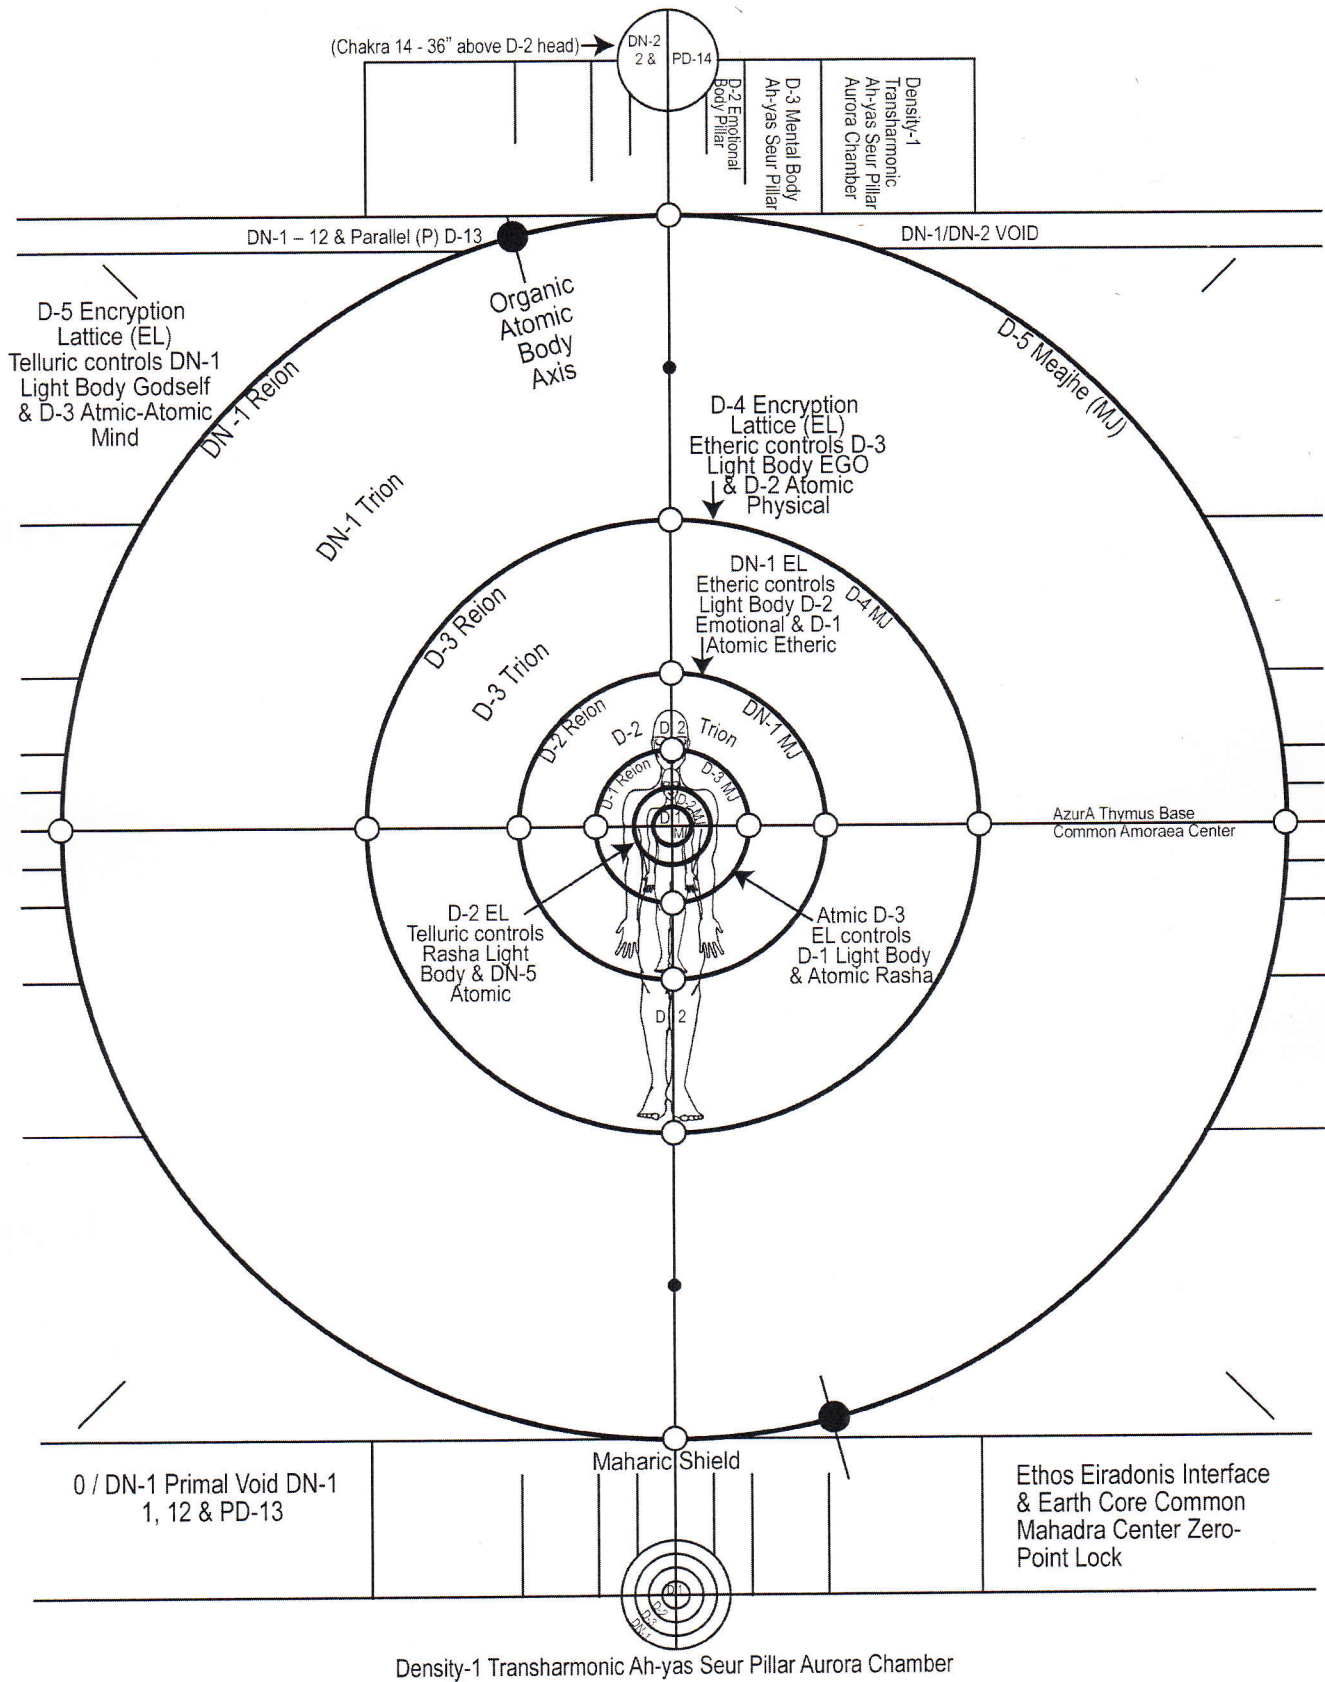 (Chakra 14 - 36" above D-2 head)
DN-2
2 &
PD-14
D-2 Emotional
Body Pillar
D-3 Mental Body
Ah-yas Seur Pillar
Density-1
Transharmonic
Ah-yas Seur Pillar
Aurora Chamber
DN-1 – 12 & Parallel (P) D-13
DN-1/DN-2 VOID
Organic
Atomic
Body
Axis
D-5 Encryption
Lattice (EL)
Telluric controls DN-1
Light Body Godself
& D-3 Atmic-Atomic
Mind
DN -1 Reion
D-5 Meajhe (MJ)
DN-1 Trion
D-4 Encryption
Lattice (EL)
Etheric controls D-3
Light Body EGO
& D-2 Atomic
Physical
D-3 Reion
D-4 MJ
D-3 Trion
DN-1 EL
Etheric controls
Light Body D-2
Emotional & D-1
Atomic Etheric
D-2 Reion
DN-1 MJ
D-2
D 2
Trion
D-1 Reion
D-3 MJ
D-2
D 1
AzurA Thymus Base
Common Amoraea Center
D-2 EL
Telluric controls
Rasha Light
Body & DN-5
Atomic
Atmic D-3
EL controls
D-1 Light Body
& Atomic Rasha
D 2
Maharic Shield
0 / DN-1 Primal Void DN-1
1, 12 & PD-13
Ethos Eiradonis Interface
& Earth Core Common
Mahadra Center Zero-
Point Lock
D-1
D-2
D-3
DN-1
Density-1 Transharmonic Ah-yas Seur Pillar Aurora Chamber